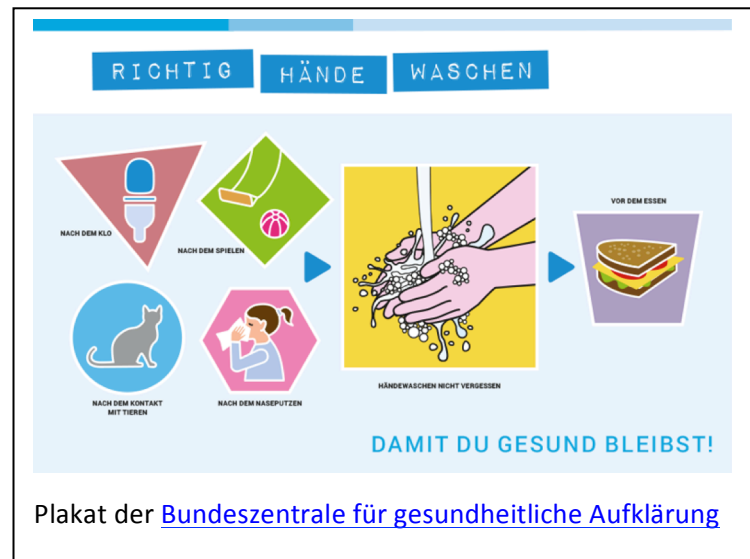 RICHTIG HÄNDE WASCHEN
NACH DEM KLO
NACH DEM SPIELEN
NACH DEM KONTAKT
MIT TIEREN
NACH DEM NASEPUTZEN
HÄNDEWASCHEN NICHT VERGESSEN
VOR DEM ESSEN
DAMIT DU GESUND BLEIBST!
Plakat der Bundeszentrale für gesundheitliche Aufklärung